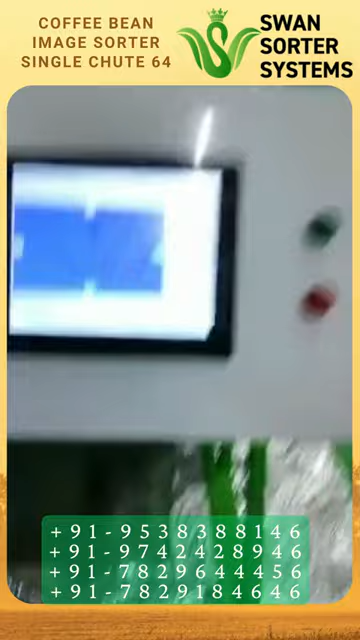 COFFEE BEAN
IMAGE SORTER
SINGLE CHUTE 64
SWAN
SORTER
SYSTEMS
+91-9538388146
+91-9742428946
+91-7829644456
+91-7829184646